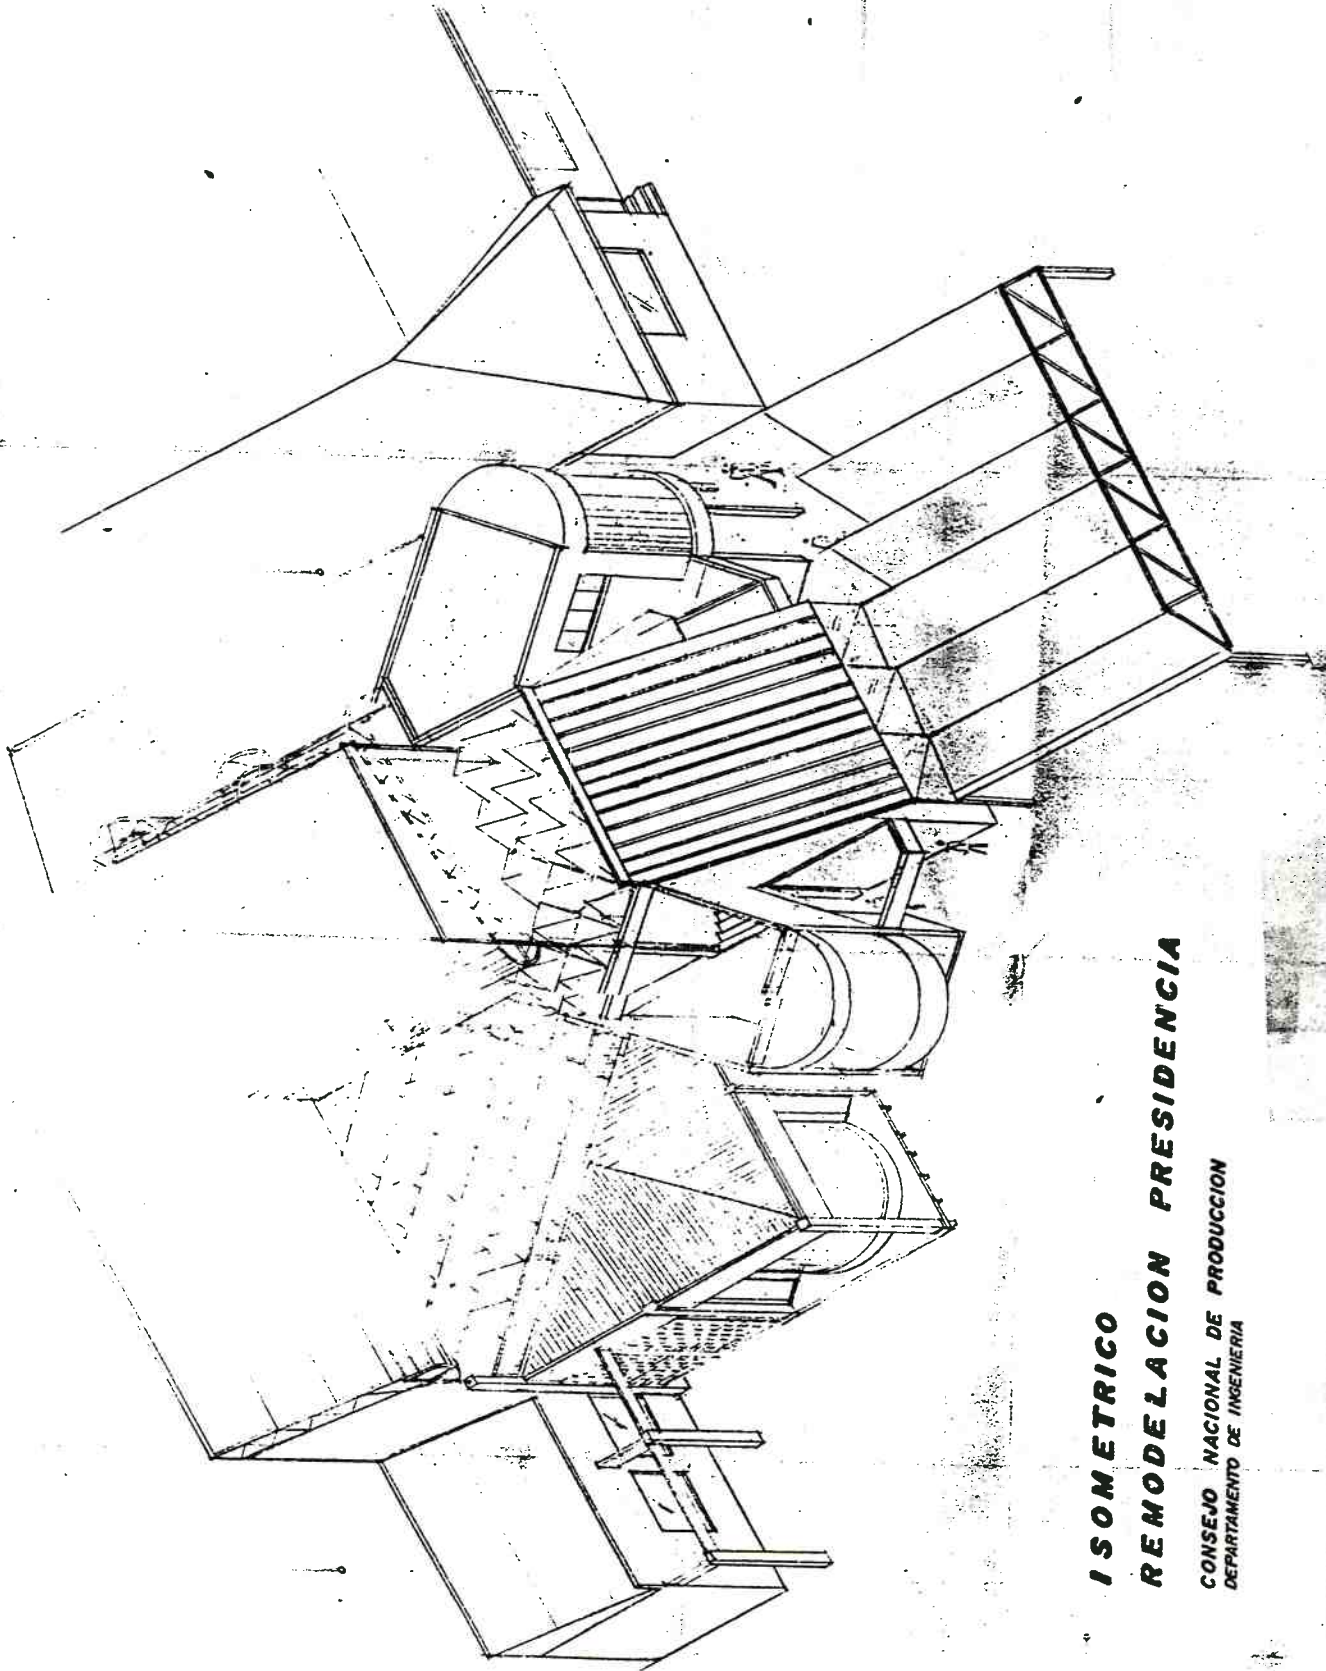 ISOMETRICO
REMODELACION PRESIDENCIA
CONSEJO NACIONAL DE PRODUCCION
DEPARTAMENTO DE INGENIERIA